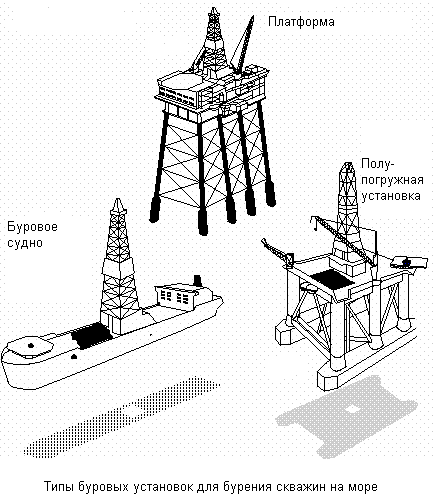 Платформа
Полу-
погружная
установка
Буровое
судно
Типы буровых установок для бурения скважин на море